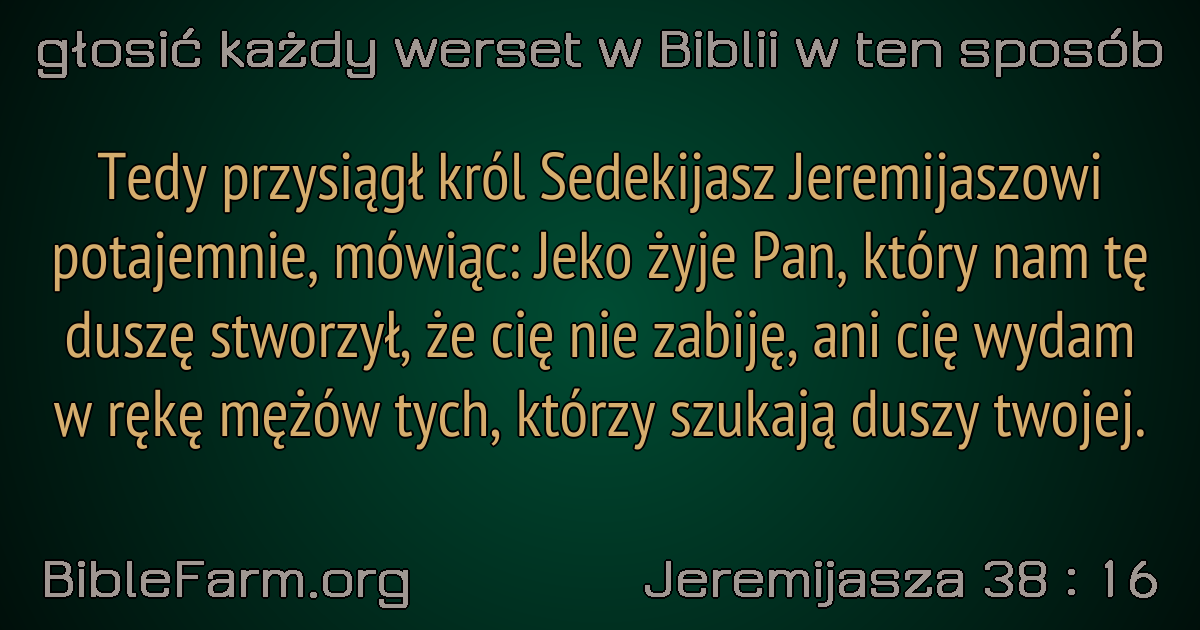 głosić każdy werset w Biblii w ten sposób
Tedy przysiągł król Sedekijasz Jeremijaszowi
potajemnie, mówiąc: Jeko żyje Pan, który nam tę
duszę stworzył, że cię nie zabiję, ani cię wydam
w rękę mężów tych, którzy szukają duszy twojej.
BibleFarm.org
Jeremijasza 38 : 16